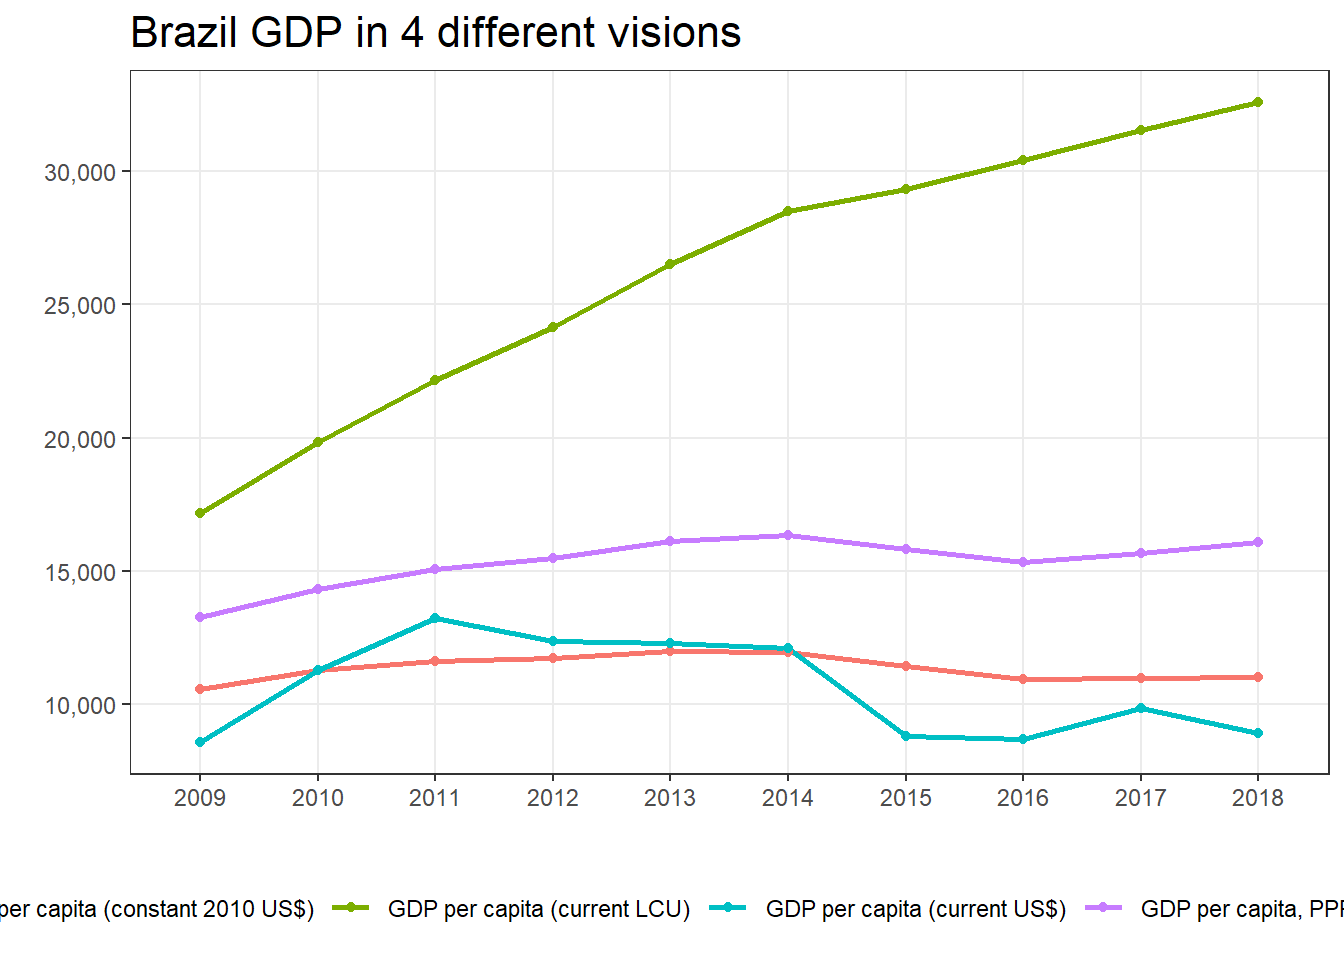 Brazil GDP in 4 different visions
30,000
25,000
20,000
15,000
10,000
2009 2010 2011 2012 2013 2014 2015 2016 2017 2018
per capita (constant 2010 US$) GDP per capita (current LCU) GDP per capita (current US$) GDP per capita, PPP